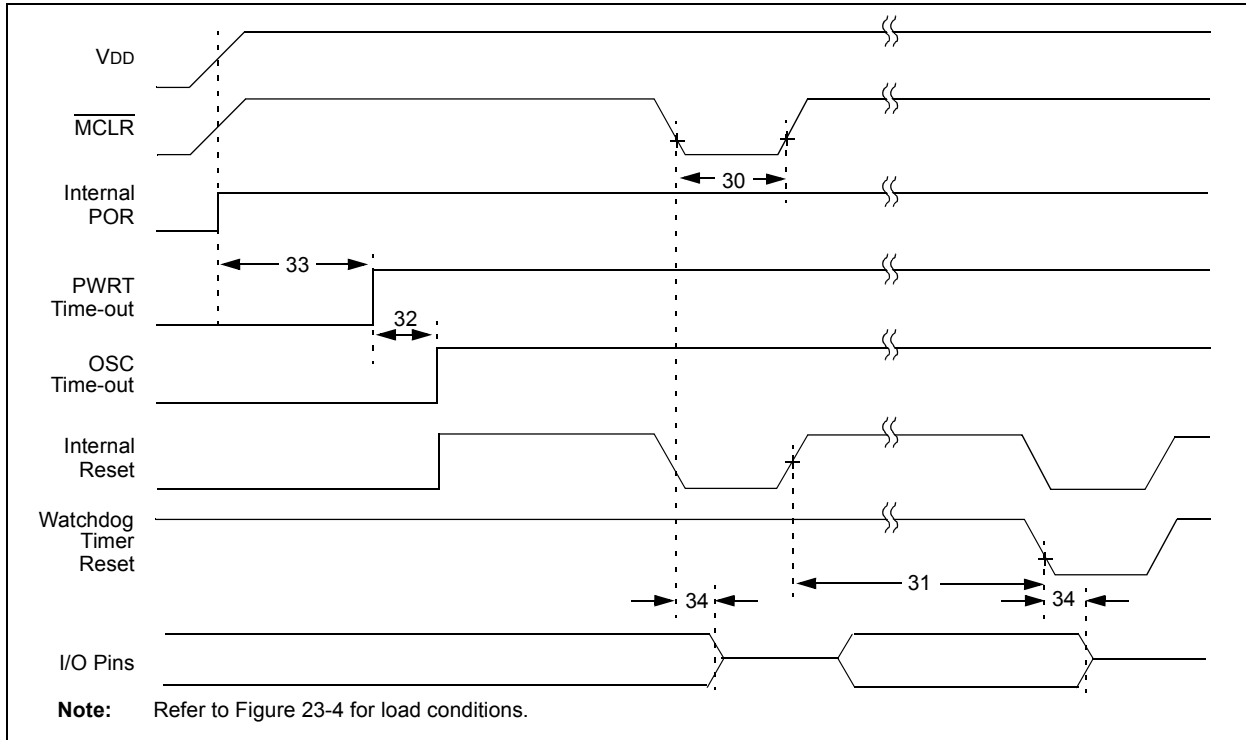 VDD
MCLR
30
Internal
POR
33
PWRT
Time-out
32
OSC
Time-out
Internal
Reset
Watchdog
Timer
Reset
31
34
34
I/O Pins
Note: Refer to Figure 23-4 for load conditions.